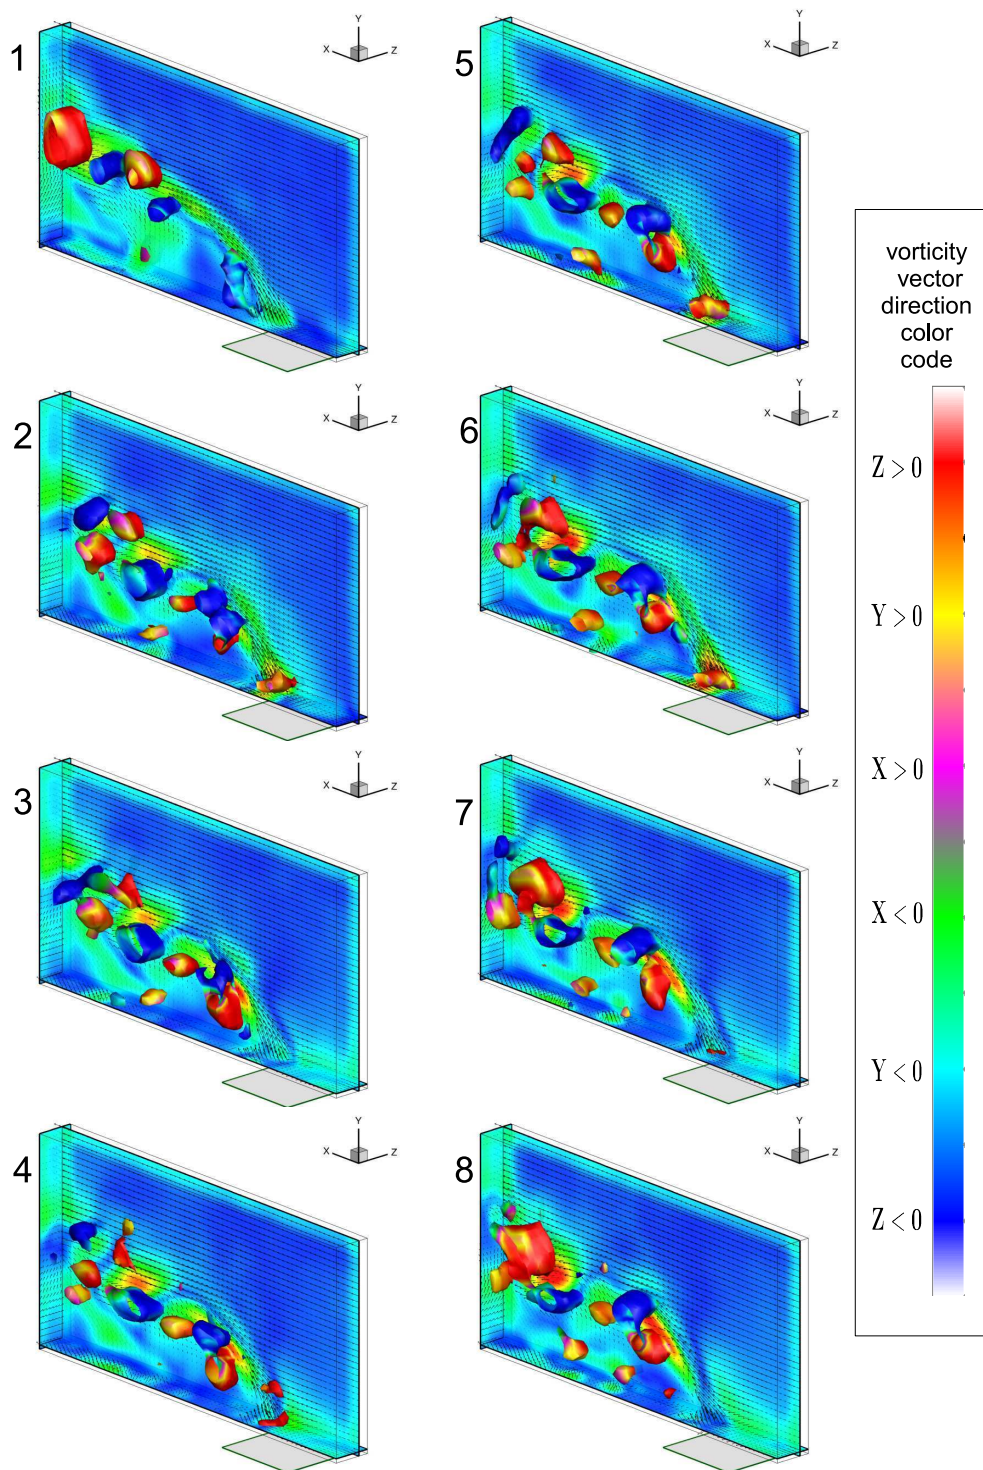 1
Y
X
Z
5
Y
X
Z
2
Y
X
Z
6
Y
X
Z
3
Y
X
Z
7
Y
X
Z
4
Y
X
Z
8
Y
X
Z
vorticity
vector
direction
color
code
Z > 0
Y > 0
X > 0
X < 0
Y < 0
Z < 0